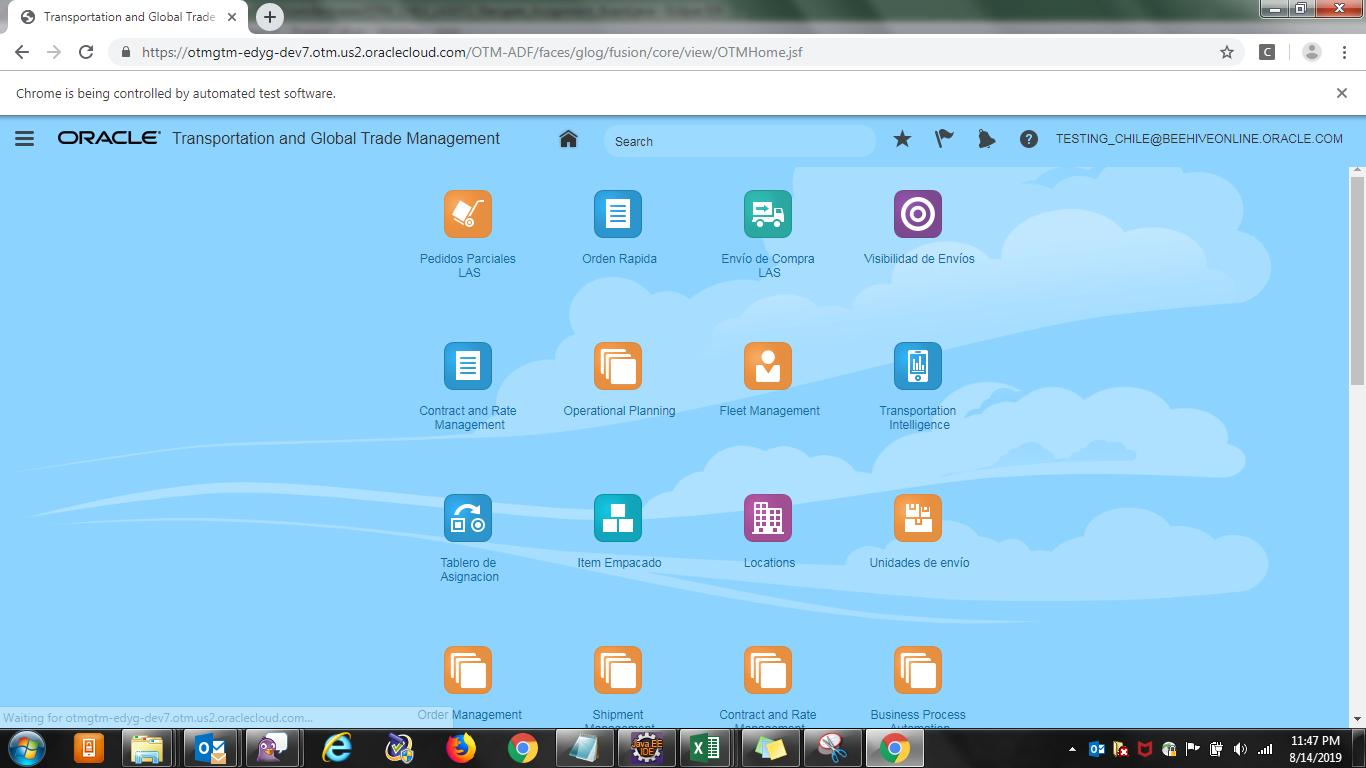 Transportation and Global Trade
https://otmgtm-edyg-dev7.otm.us2.oraclecloud.com/OTM-ADF/faces/glog/fusion/core/view/OTMHome.jsf
C
Chrome is being controlled by automated test software.
ORACLE Transportation and Global Trade Management
Search
TESTING_CHILE@BEEHIVEONLINE.ORACLE.COM
Pedidos Parciales
LAS
Orden Rapida
Envío de Compra
LAS
Visibilidad de Envíos
Contract and Rate
Management
Operational Planning
Fleet Management
Transportation
Intelligence
Tablero de
Asignacion
Item Empacado
Locations
Unidades de envío
Order Management
Shipment
Management
Contract and Rate
Management
Business Process
Automation
Waiting for otmgtm-edyg-dev7.otm.us2.oraclecloud.com...
Java EE
IDE
11:47 PM
8/14/2019